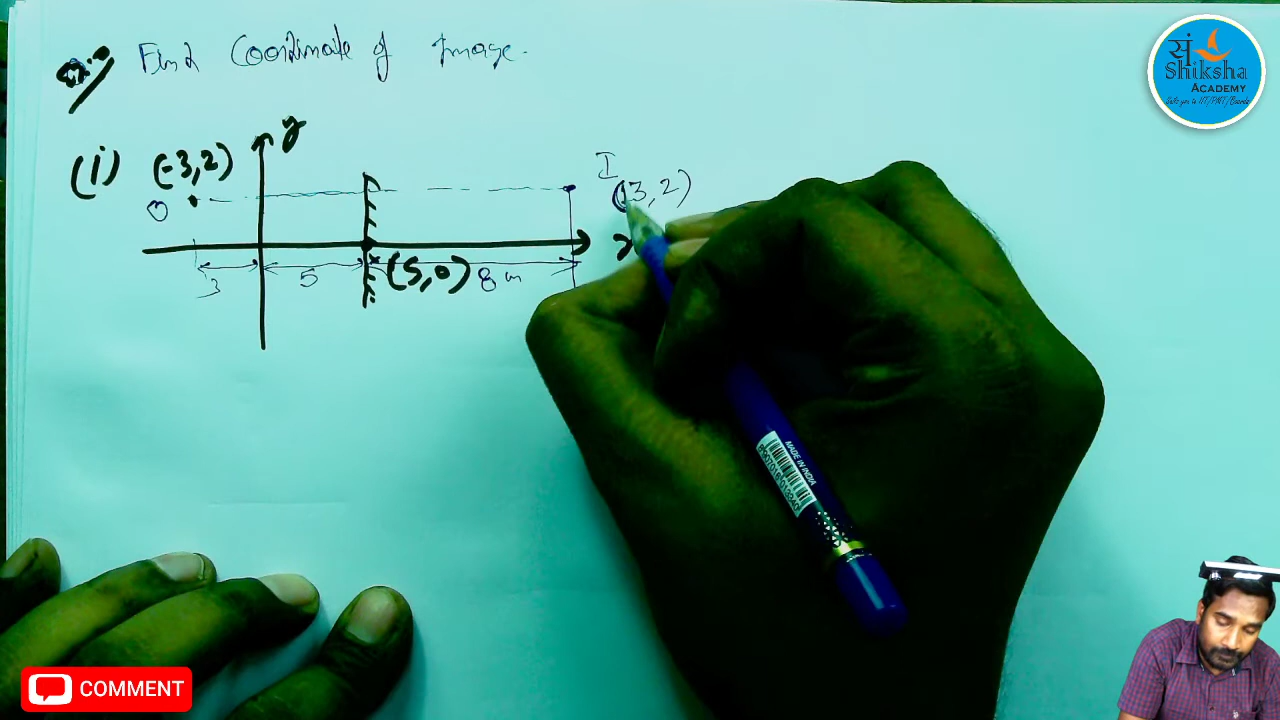 Ex:-
Find Coordinate of Image.
(i) (-3,2)
y
O
I
(13,2)
x
(5,0)
3
5
8 m
सं
Shiksha
ACADEMY
MADE IN INDIA
COMMENT